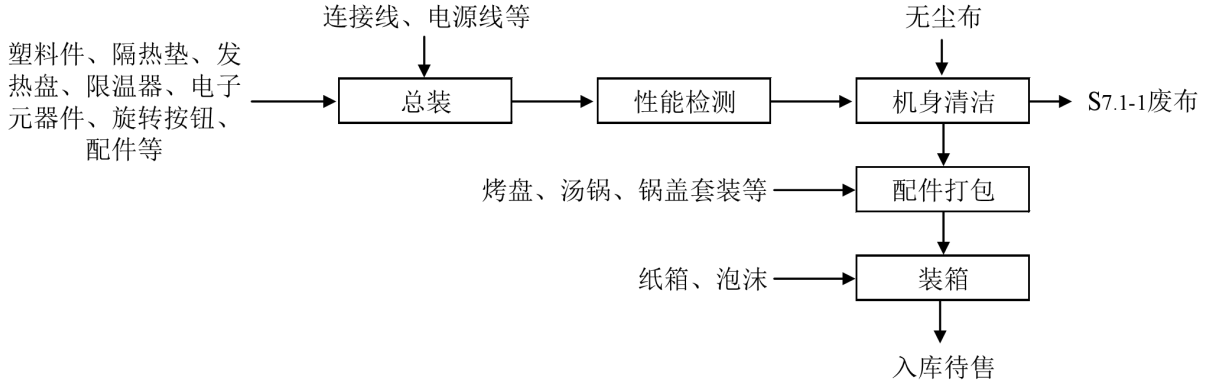 连接线、电源线等
无尘布
塑料件、隔热垫、发
热盘、限温器、电子
元器件、旋转按钮、
配件等
总装
性能检测
机身清洁
S7.1-1废布
烤盘、汤锅、锅盖套装等
配件打包
纸箱、泡沫
装箱
入库待售